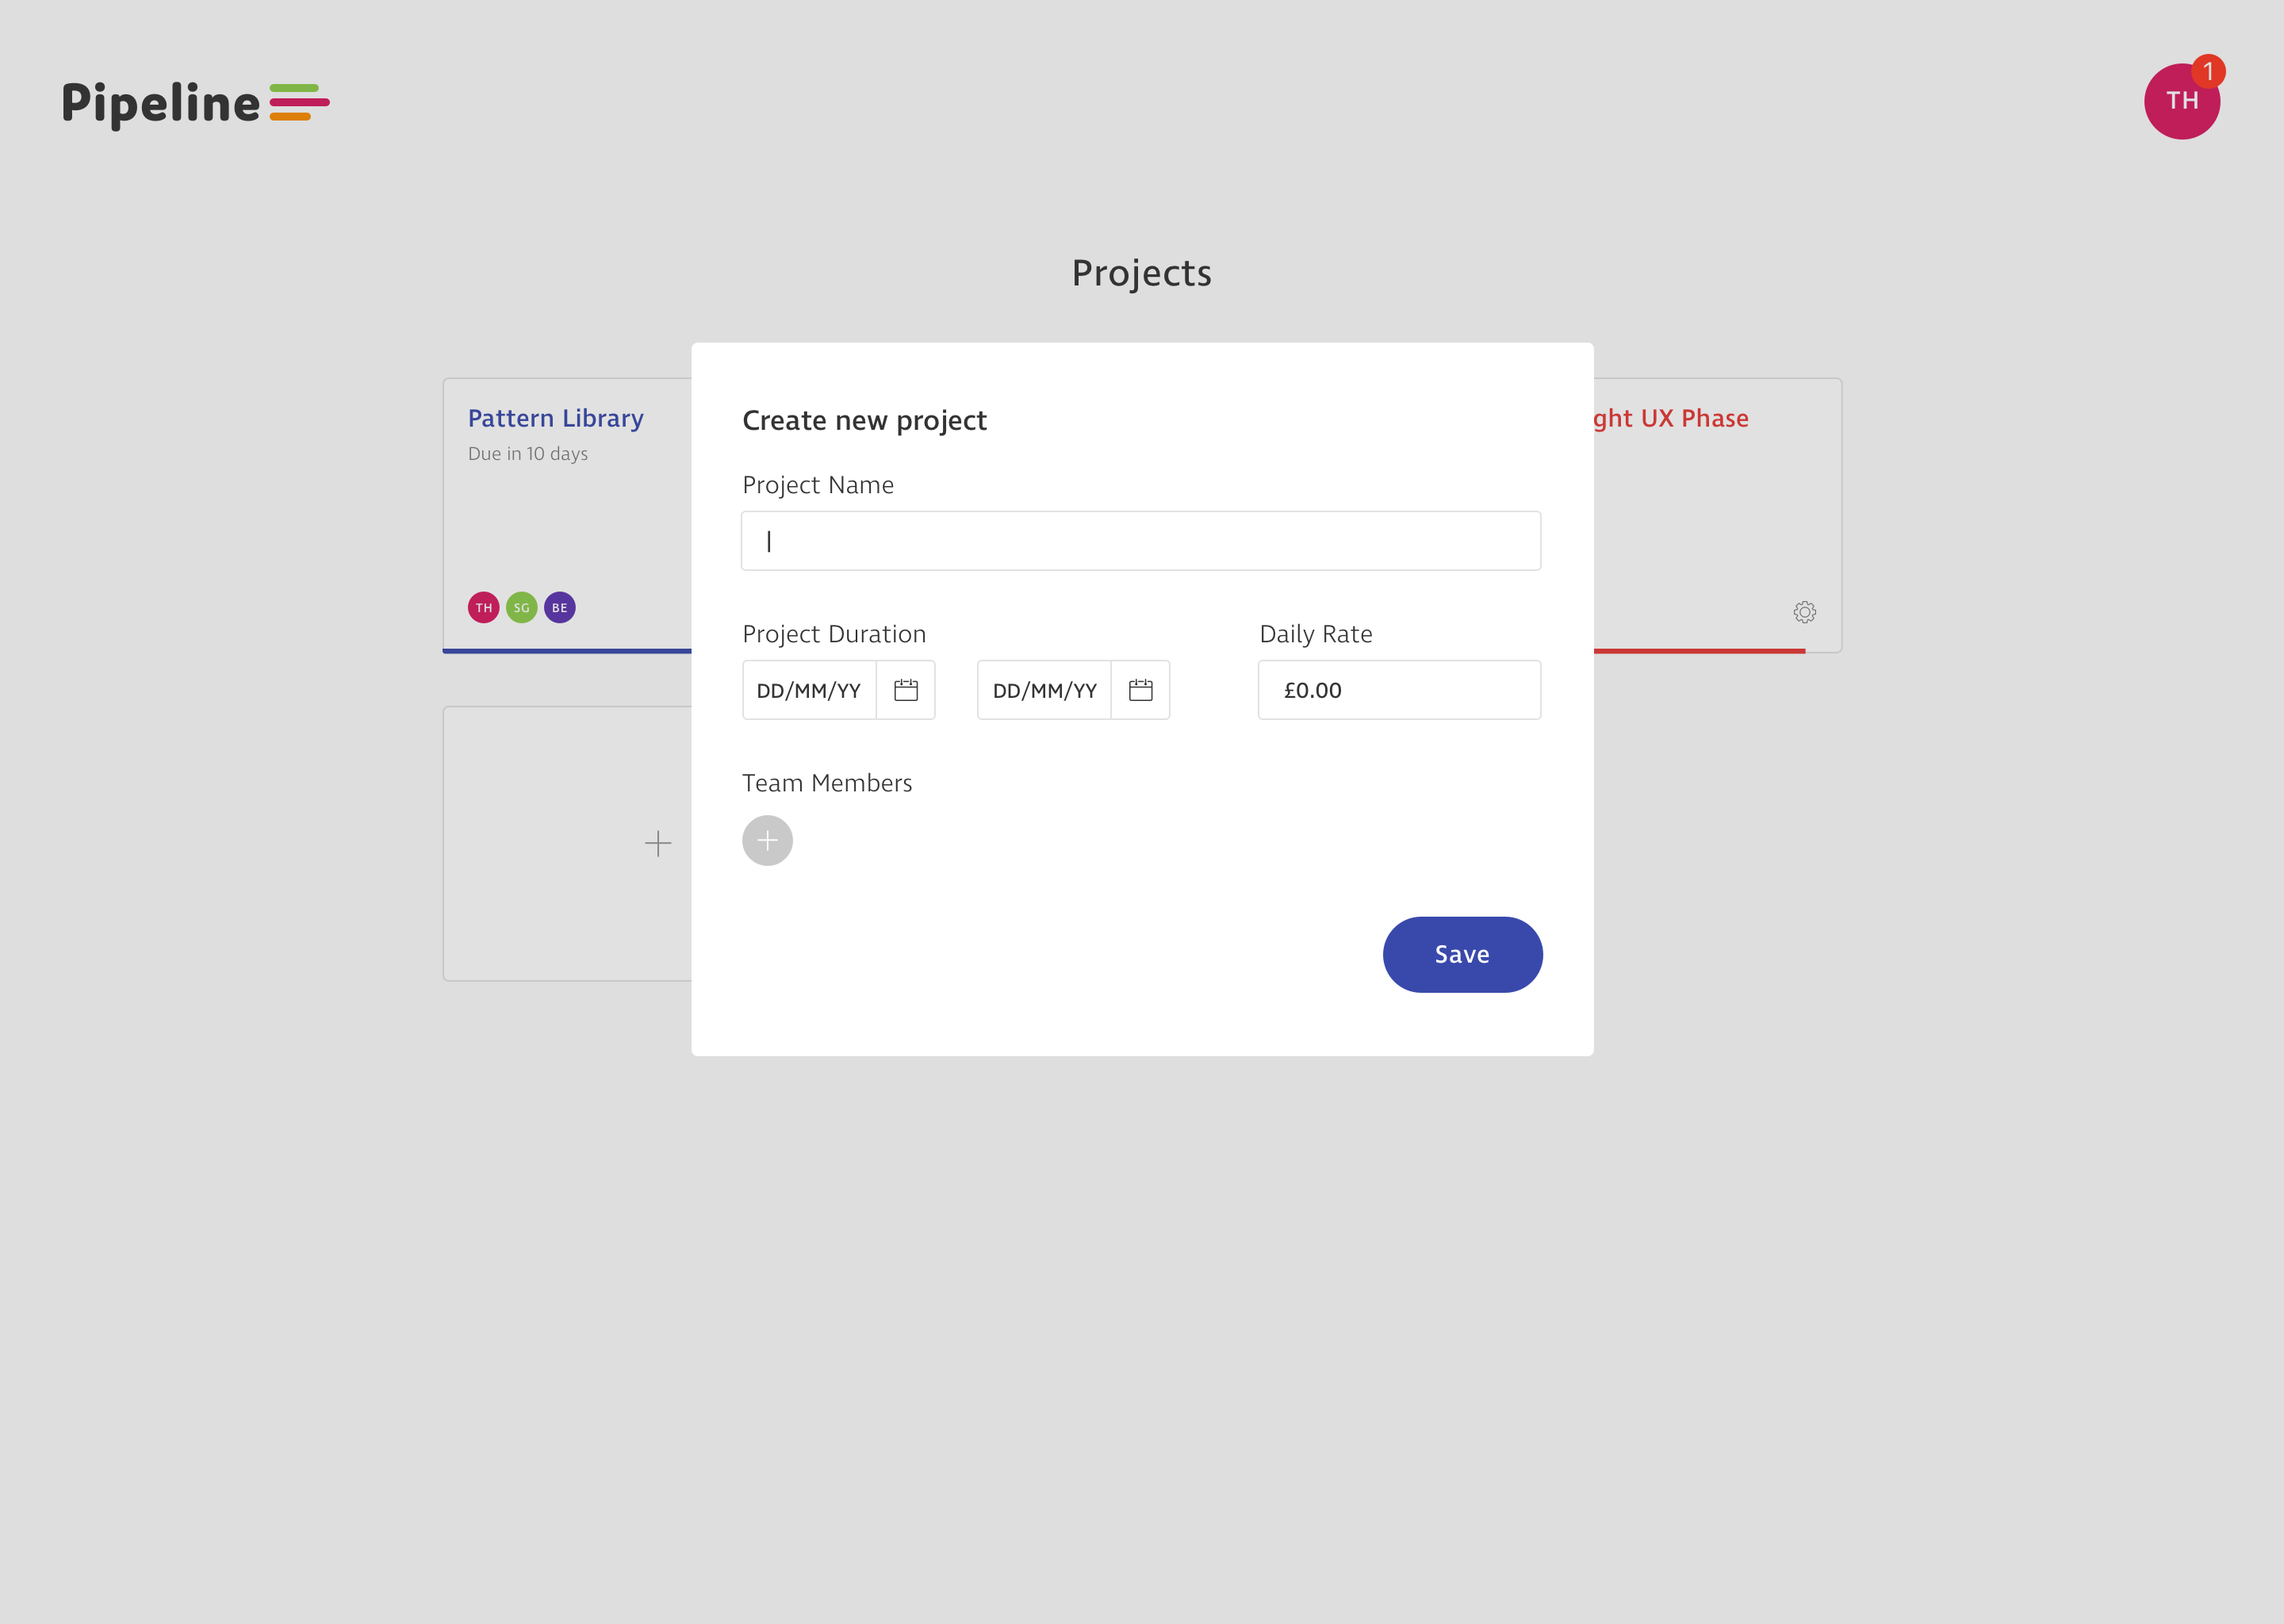 Pipeline
1
TH
Projects
Pattern Library
Due in 10 days
TH SG BE
Create new project
Project Name
Project Duration
DD/MM/YY
DD/MM/YY
Daily Rate
£0.00
Team Members
Save
ght UX Phase